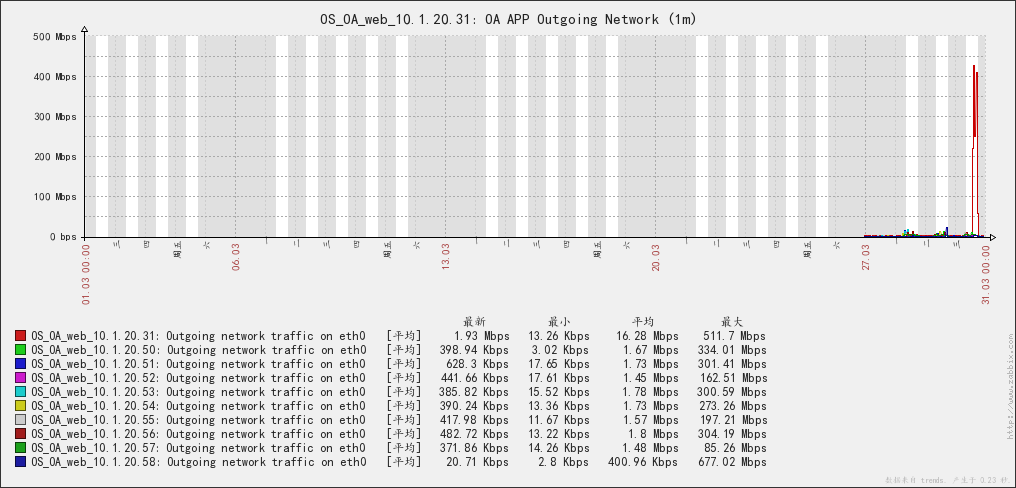 OS_OA_web_10.1.20.31: OA APP Outgoing Network (1m)
500 Mbps
400 Mbps
300 Mbps
200 Mbps
100 Mbps
0 bps
01.03 00:00 三 四 周五 六 06.03 一 二 三 四 周五 六 13.03 一 二 三 四 周五 六 20.03 一 二 三 四 周五 六 27.03 一 二 三 31.03 00:00
最新 最小 平均 最大
OS_OA_web_10.1.20.31: Outgoing network traffic on eth0 [平均] 1.93 Mbps 13.26 Kbps 16.28 Mbps 511.7 Mbps
OS_OA_web_10.1.20.50: Outgoing network traffic on eth0 [平均] 398.94 Kbps 3.02 Kbps 1.67 Mbps 334.01 Mbps
OS_OA_web_10.1.20.51: Outgoing network traffic on eth0 [平均] 628.3 Kbps 17.65 Kbps 1.73 Mbps 301.41 Mbps
OS_OA_web_10.1.20.52: Outgoing network traffic on eth0 [平均] 441.66 Kbps 17.61 Kbps 1.45 Mbps 162.51 Mbps
OS_OA_web_10.1.20.53: Outgoing network traffic on eth0 [平均] 385.82 Kbps 15.52 Kbps 1.78 Mbps 300.59 Mbps
OS_OA_web_10.1.20.54: Outgoing network traffic on eth0 [平均] 390.24 Kbps 13.36 Kbps 1.73 Mbps 273.26 Mbps
OS_OA_web_10.1.20.55: Outgoing network traffic on eth0 [平均] 417.98 Kbps 11.67 Kbps 1.57 Mbps 197.21 Mbps
OS_OA_web_10.1.20.56: Outgoing network traffic on eth0 [平均] 482.72 Kbps 13.22 Kbps 1.8 Mbps 304.19 Mbps
OS_OA_web_10.1.20.57: Outgoing network traffic on eth0 [平均] 371.86 Kbps 14.26 Kbps 1.48 Mbps 85.26 Mbps
OS_OA_web_10.1.20.58: Outgoing network traffic on eth0 [平均] 20.71 Kbps 2.8 Kbps 400.96 Kbps 677.02 Mbps
http://www.zabbix.com
数据来自 trends. 产生于 0.23 秒.